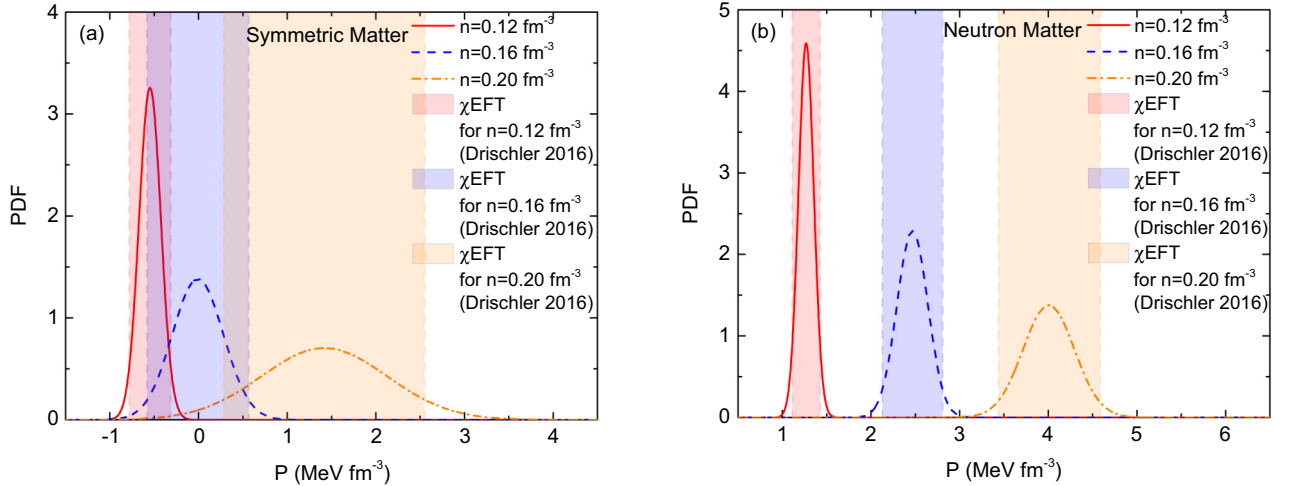 (a)
Symmetric Matter
n=0.12 fm⁻³
n=0.16 fm⁻³
n=0.20 fm⁻³
χEFT
for n=0.12 fm⁻³
(Drischler 2016)
χEFT
for n=0.16 fm⁻³
(Drischler 2016)
χEFT
for n=0.20 fm⁻³
(Drischler 2016)
4
3
2
1
0
PDF
-1 0 1 2 3 4
P (MeV fm⁻³)
(b)
Neutron Matter
n=0.12 fm⁻³
n=0.16 fm⁻³
n=0.20 fm⁻³
χEFT
for n=0.12 fm⁻³
(Drischler 2016)
χEFT
for n=0.16 fm⁻³
(Drischler 2016)
χEFT
for n=0.20 fm⁻³
(Drischler 2016)
5
4
3
2
1
0
PDF
1 2 3 4 5 6
P (MeV fm⁻³)